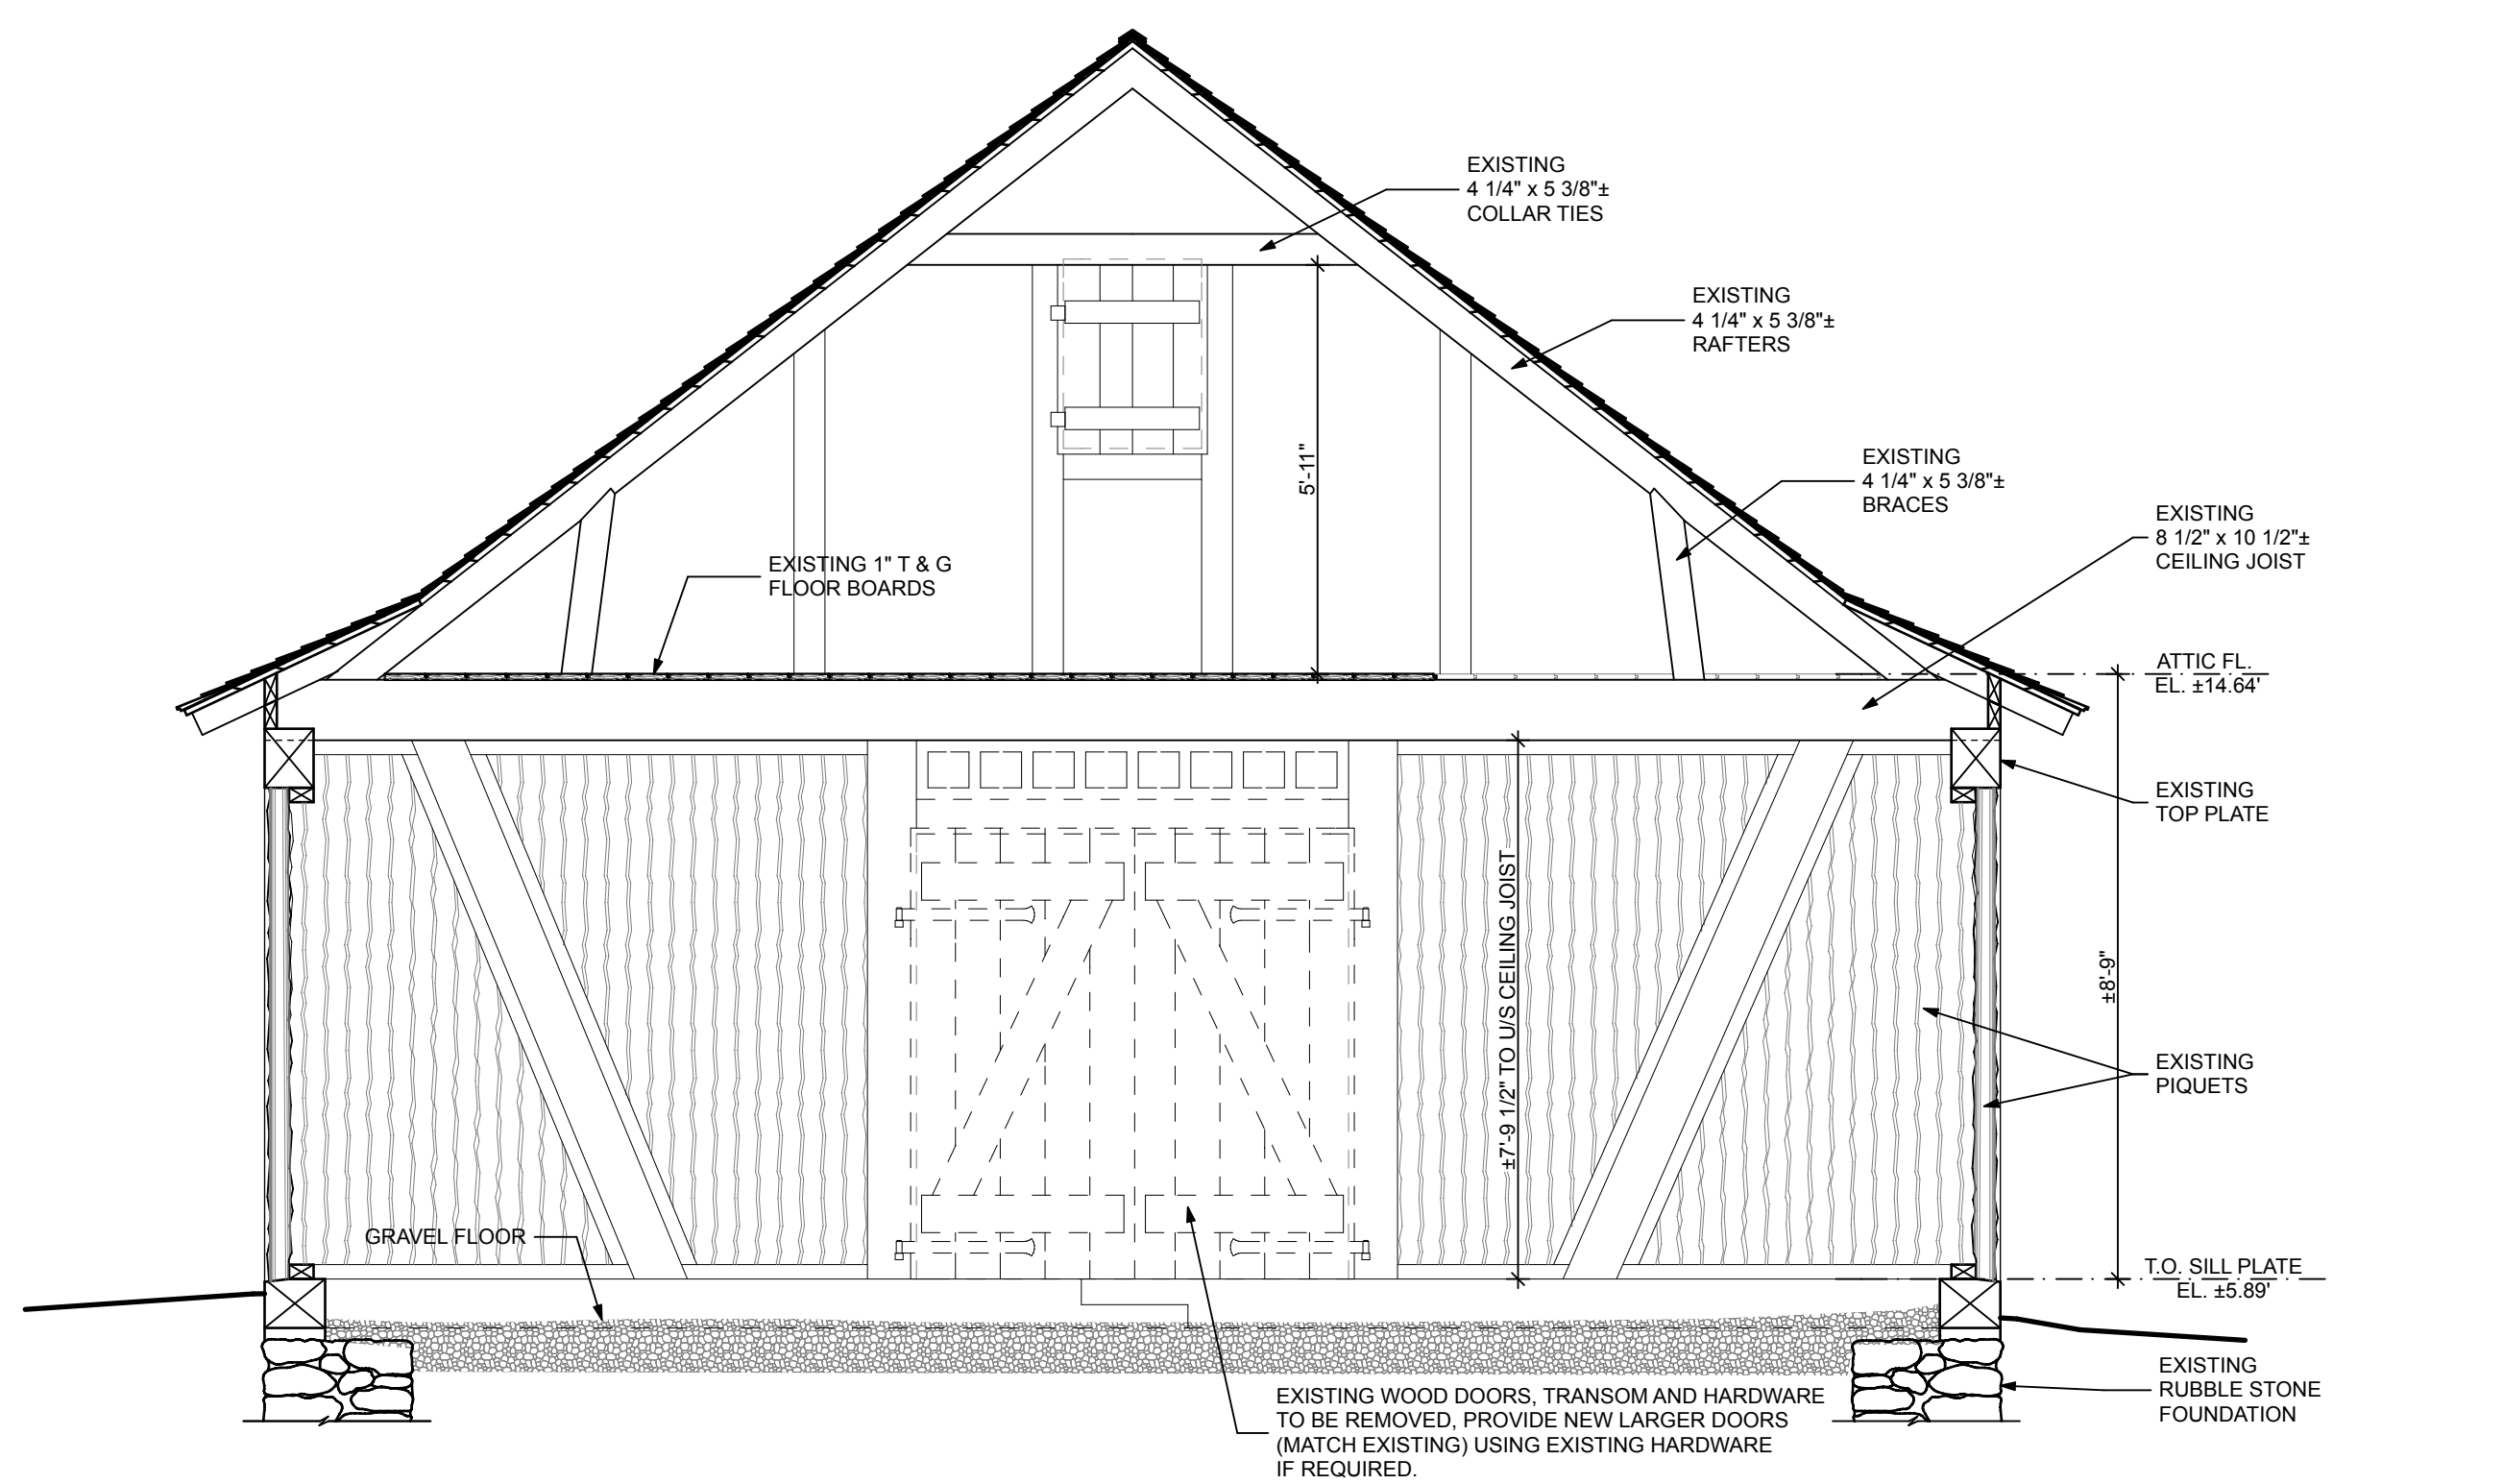 EXISTING
4 1/4" x 5 3/8"±
COLLAR TIES
EXISTING
4 1/4" x 5 3/8"±
RAFTERS
EXISTING
4 1/4" x 5 3/8"±
BRACES
5'-11"
EXISTING
8 1/2" x 10 1/2"±
CEILING JOIST
EXISTING 1" T & G
FLOOR BOARDS
ATTIC FL.
EL. ±14.64'
EXISTING
TOP PLATE
±7'-9 1/2" TO U/S CEILING JOIST
±8'-9"
EXISTING
PIQUETS
GRAVEL FLOOR
T.O. SILL PLATE
EL. ±5.89'
EXISTING
RUBBLE STONE
FOUNDATION
EXISTING WOOD DOORS, TRANSOM AND HARDWARE
TO BE REMOVED, PROVIDE NEW LARGER DOORS
(MATCH EXISTING) USING EXISTING HARDWARE
IF REQUIRED.